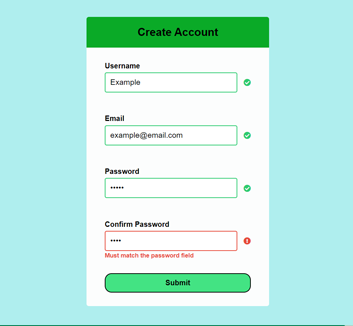 Create Account
Username
Example
Email
example@email.com
Password
•••••
Confirm Password
••••
Must match the password field
Submit